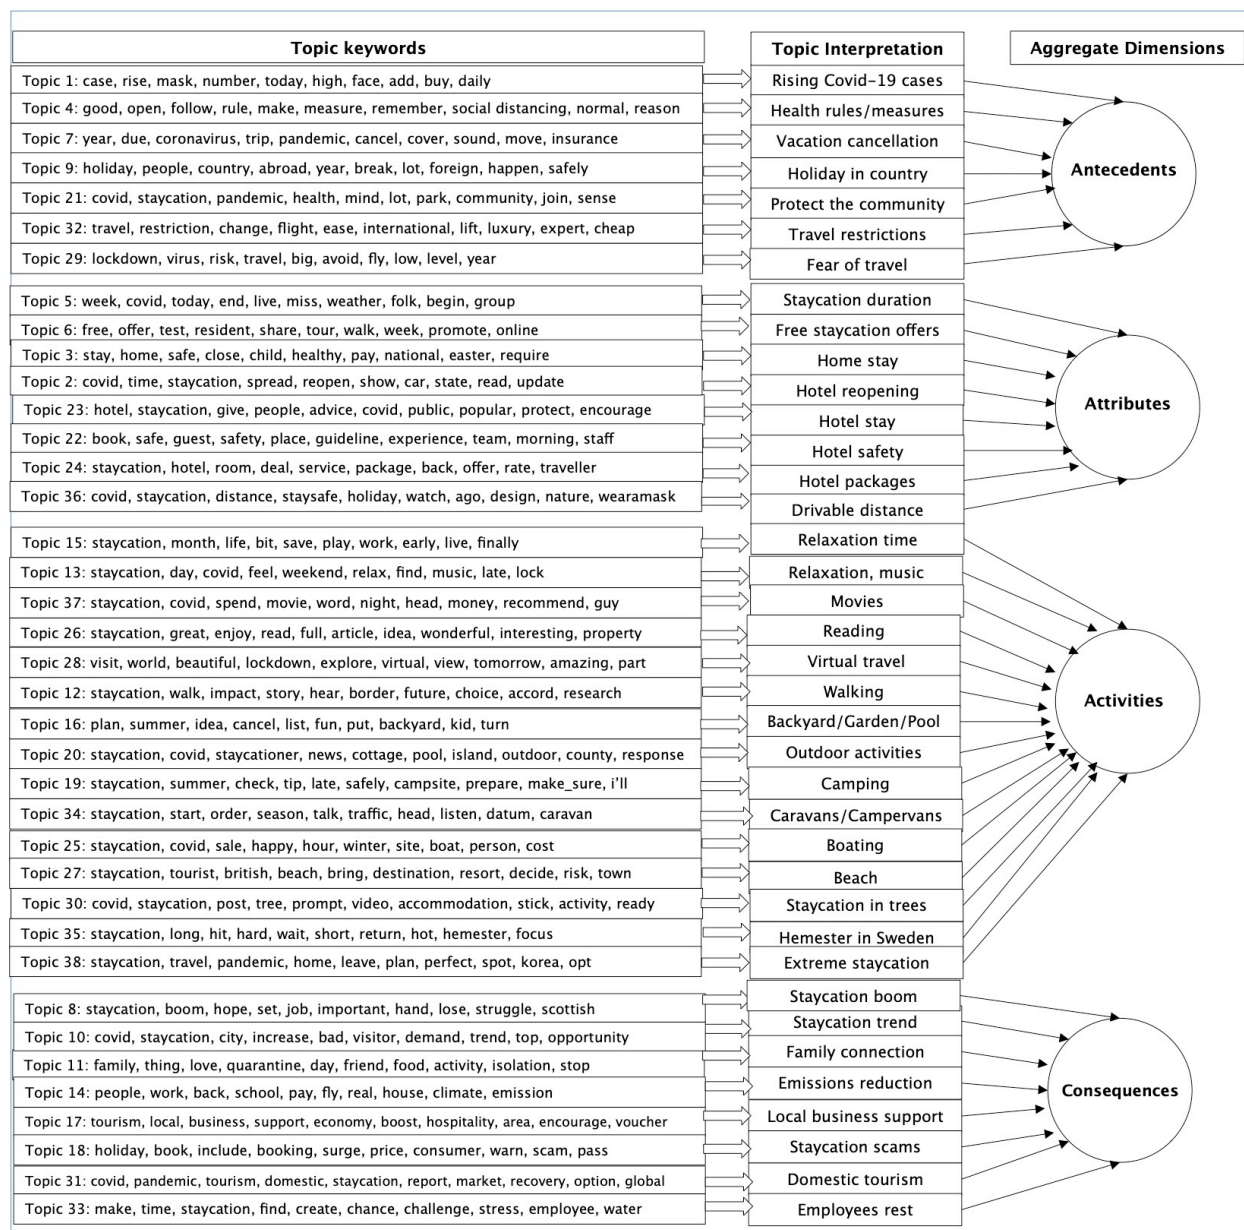 Topic keywords
Topic Interpretation
Aggregate Dimensions
Topic 1: case, rise, mask, number, today, high, face, add, buy, daily
Rising Covid-19 cases
Topic 4: good, open, follow, rule, make, measure, remember, social distancing, normal, reason
Health rules/measures
Topic 7: year, due, coronavirus, trip, pandemic, cancel, cover, sound, move, insurance
Vacation cancellation
Topic 9: holiday, people, country, abroad, year, break, lot, foreign, happen, safely
Holiday in country
Topic 21: covid, staycation, pandemic, health, mind, lot, park, community, join, sense
Protect the community
Topic 32: travel, restriction, change, flight, ease, international, lift, luxury, expert, cheap
Travel restrictions
Topic 29: lockdown, virus, risk, travel, big, avoid, fly, low, level, year
Fear of travel
Antecedents
Topic 5: week, covid, today, end, live, miss, weather, folk, begin, group
Staycation duration
Topic 6: free, offer, test, resident, share, tour, walk, week, promote, online
Free staycation offers
Topic 3: stay, home, safe, close, child, healthy, pay, national, easter, require
Home stay
Topic 2: covid, time, staycation, spread, reopen, show, car, state, read, update
Hotel reopening
Topic 23: hotel, staycation, give, people, advice, covid, public, popular, protect, encourage
Hotel stay
Topic 22: book, safe, guest, safety, place, guideline, experience, team, morning, staff
Hotel safety
Topic 24: staycation, hotel, room, deal, service, package, back, offer, rate, traveller
Hotel packages
Topic 36: covid, staycation, distance, staysafe, holiday, watch, ago, design, nature, wearamask
Drivable distance
Attributes
Topic 15: staycation, month, life, bit, save, play, work, early, live, finally
Relaxation time
Topic 13: staycation, day, covid, feel, weekend, relax, find, music, late, lock
Relaxation, music
Topic 37: staycation, covid, spend, movie, word, night, head, money, recommend, guy
Movies
Topic 26: staycation, great, enjoy, read, full, article, idea, wonderful, interesting, property
Reading
Topic 28: visit, world, beautiful, lockdown, explore, virtual, view, tomorrow, amazing, part
Virtual travel
Topic 12: staycation, walk, impact, story, hear, border, future, choice, accord, research
Walking
Topic 16: plan, summer, idea, cancel, list, fun, put, backyard, kid, turn
Backyard/Garden/Pool
Topic 20: staycation, covid, staycationer, news, cottage, pool, island, outdoor, county, response
Outdoor activities
Topic 19: staycation, summer, check, tip, late, safely, campsite, prepare, make_sure, i'll
Camping
Topic 34: staycation, start, order, season, talk, traffic, head, listen, datum, caravan
Caravans/Campervans
Topic 25: staycation, covid, sale, happy, hour, winter, site, boat, person, cost
Boating
Topic 27: staycation, tourist, british, beach, bring, destination, resort, decide, risk, town
Beach
Topic 30: covid, staycation, post, tree, prompt, video, accommodation, stick, activity, ready
Staycation in trees
Topic 35: staycation, long, hit, hard, wait, short, return, hot, hemester, focus
Hemester in Sweden
Topic 38: staycation, travel, pandemic, home, leave, plan, perfect, spot, korea, opt
Extreme staycation
Activities
Topic 8: staycation, boom, hope, set, job, important, hand, lose, struggle, scottish
Staycation boom
Topic 10: covid, staycation, city, increase, bad, visitor, demand, trend, top, opportunity
Staycation trend
Topic 11: family, thing, love, quarantine, day, friend, food, activity, isolation, stop
Family connection
Topic 14: people, work, back, school, pay, fly, real, house, climate, emission
Emissions reduction
Topic 17: tourism, local, business, support, economy, boost, hospitality, area, encourage, voucher
Local business support
Topic 18: holiday, book, include, booking, surge, price, consumer, warn, scam, pass
Staycation scams
Topic 31: covid, pandemic, tourism, domestic, staycation, report, market, recovery, option, global
Domestic tourism
Topic 33: make, time, staycation, find, create, chance, challenge, stress, employee, water
Employees rest
Consequences